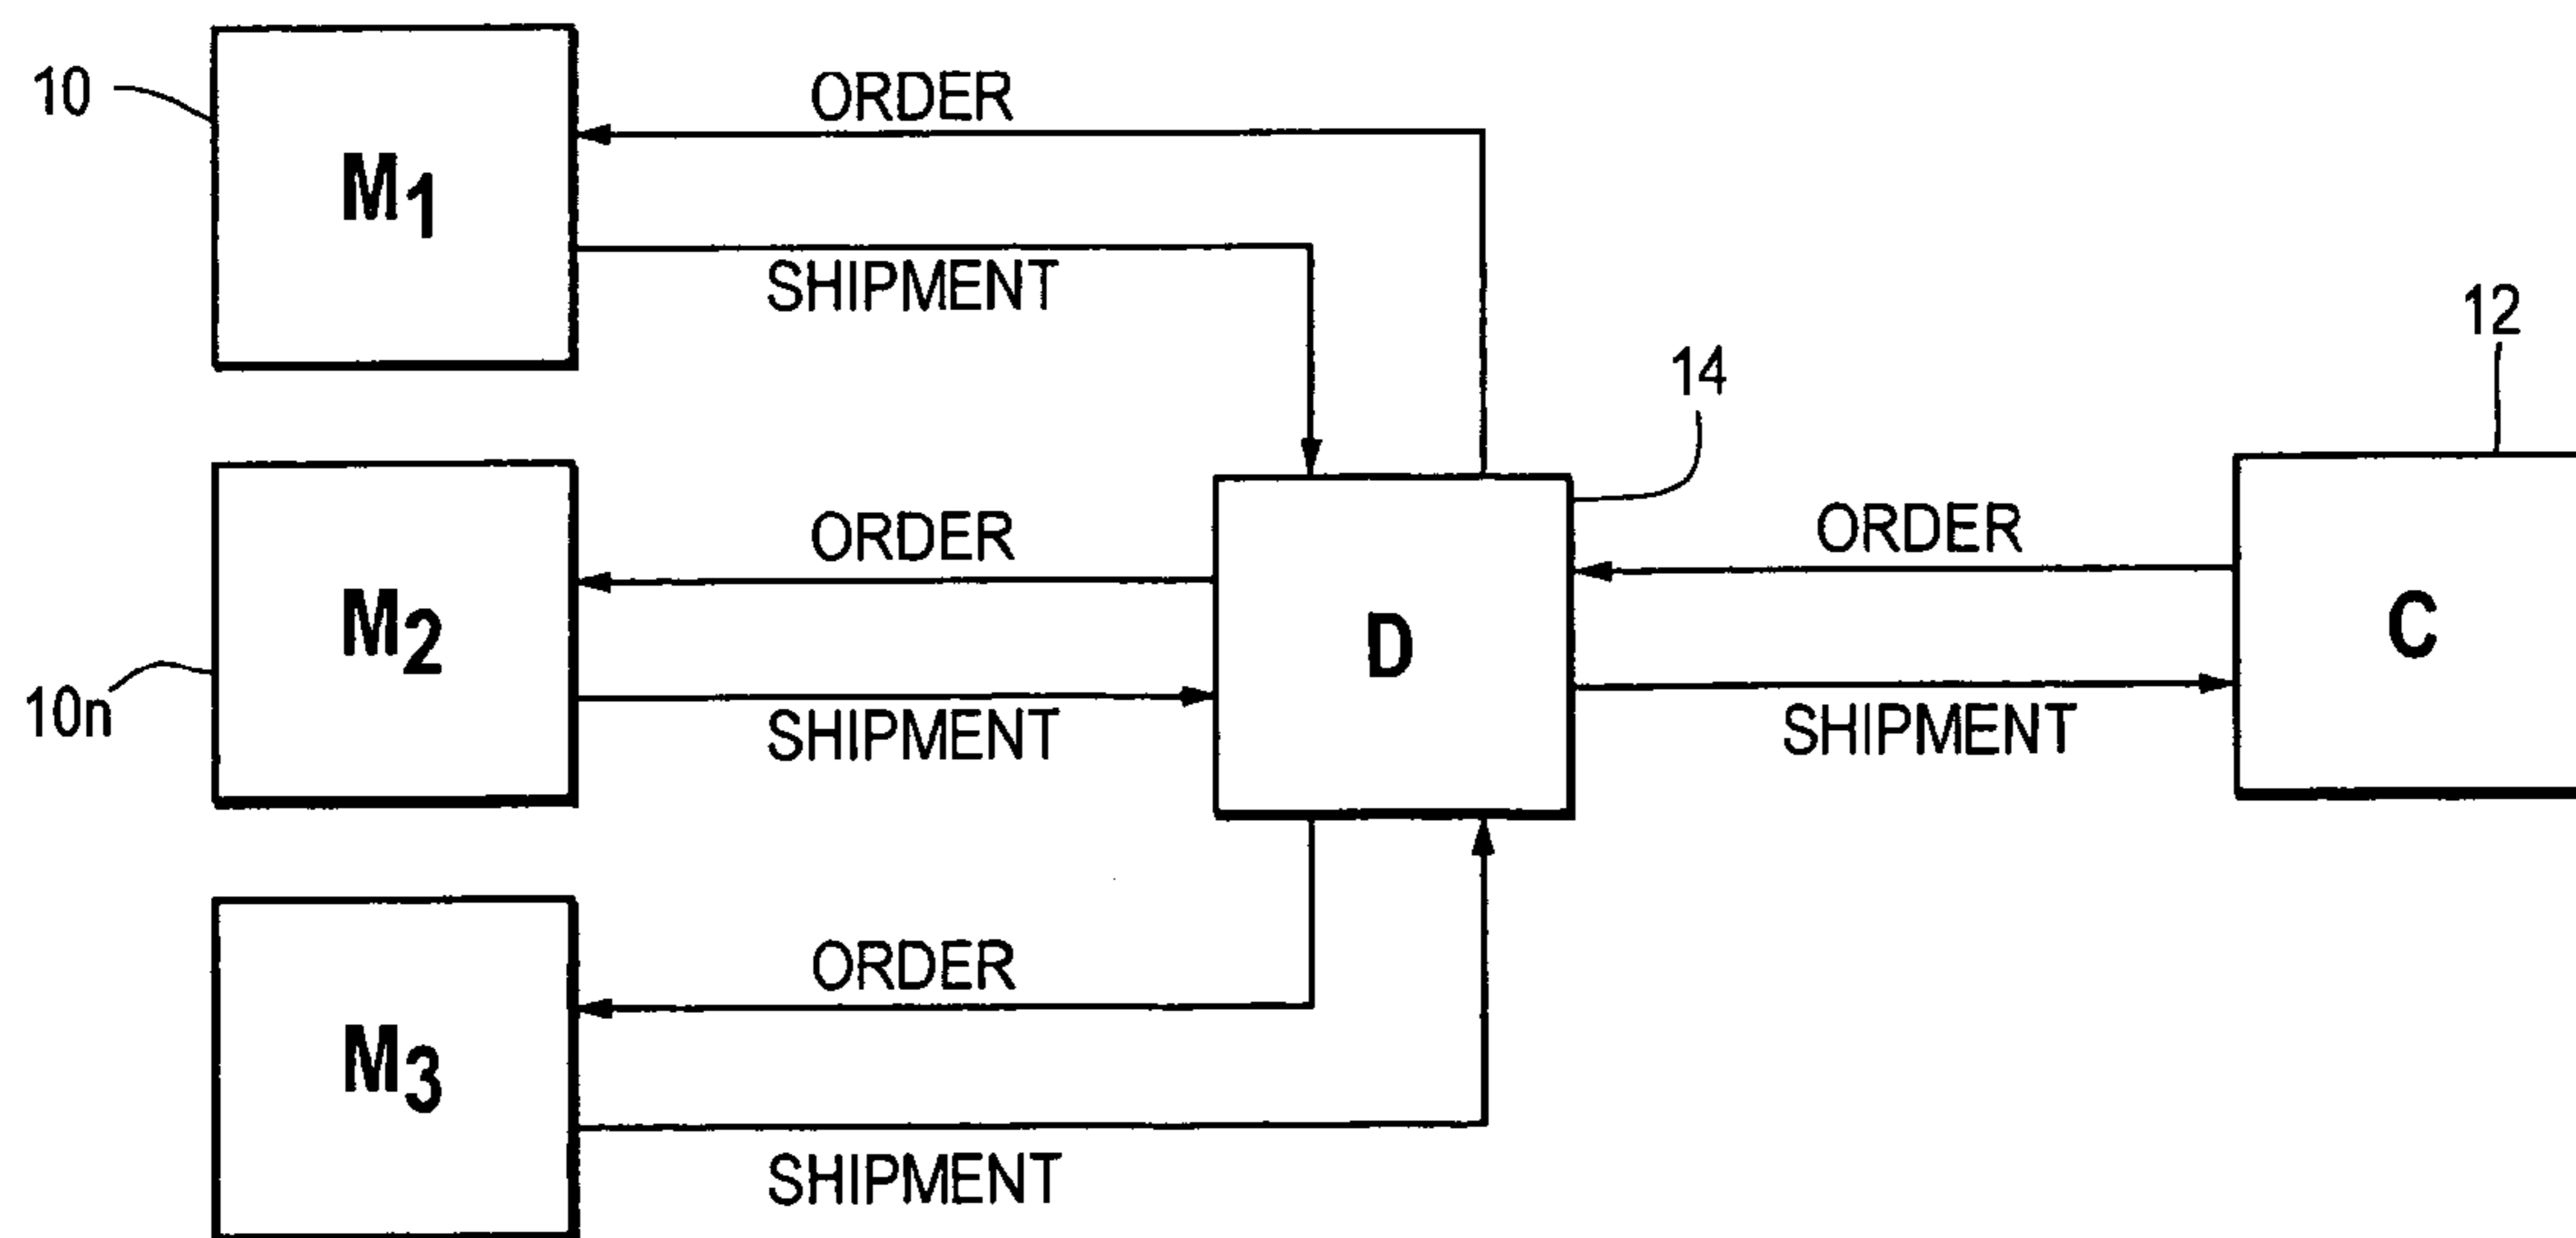 10
M1
ORDER
SHIPMENT
12
14
M2
10n
ORDER
SHIPMENT
D
ORDER
SHIPMENT
C
M3
ORDER
SHIPMENT